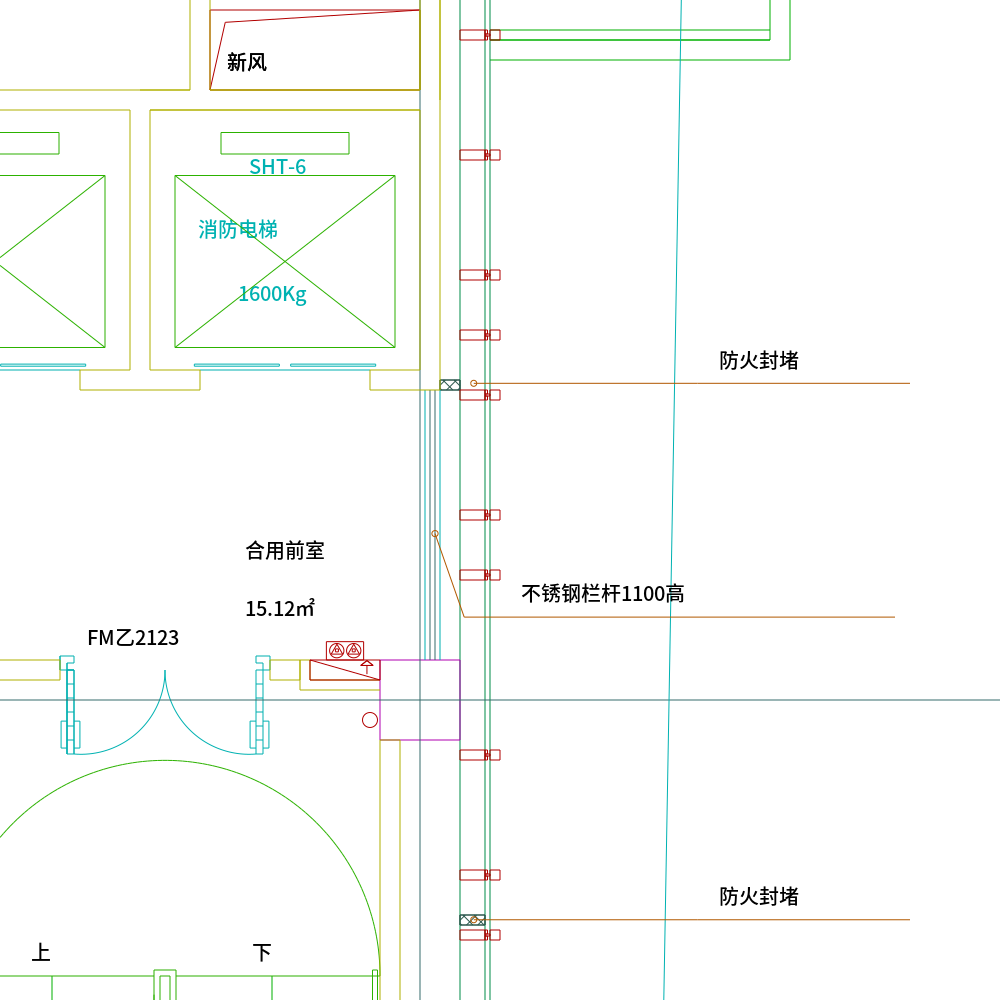 新风
SHT-6
消防电梯
1600Kg
防火封堵
合用前室
不锈钢栏杆1100高
15.12㎡
FM乙2123
防火封堵
上
下